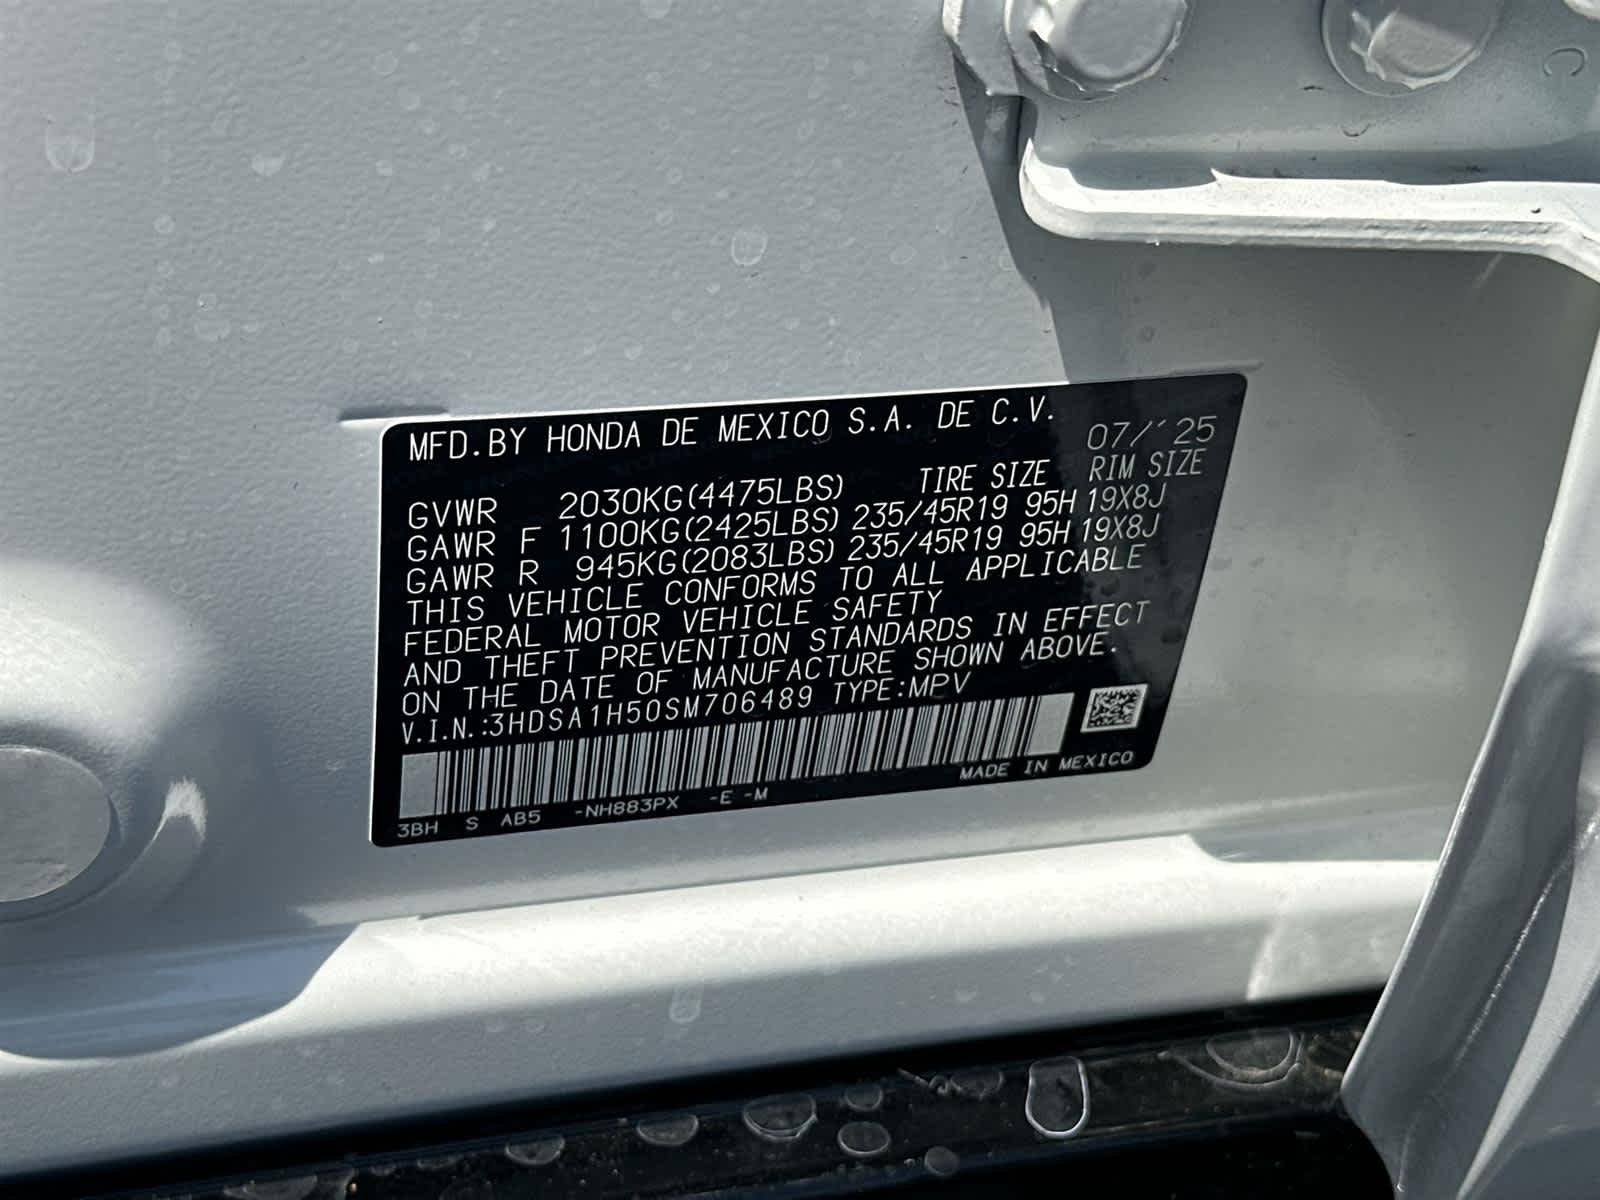 MFD.BY HONDA DE MEXICO S.A. DE C.V. 07/'25
TIRE SIZE RIM SIZE
GVWR 2030KG(4475LBS)
GAWR F 1100KG(2425LBS) 235/45R19 95H 19X8J
GAWR R 945KG(2083LBS) 235/45R19 95H 19X8J
THIS VEHICLE CONFORMS TO ALL APPLICABLE
FEDERAL MOTOR VEHICLE SAFETY
AND THEFT PREVENTION STANDARDS IN EFFECT
ON THE DATE OF MANUFACTURE SHOWN ABOVE.
V.I.N.:3HDSA1H50SM706489 TYPE:MPV
MADE IN MEXICO
3BH S AB5 -NH883PX -E -M
C